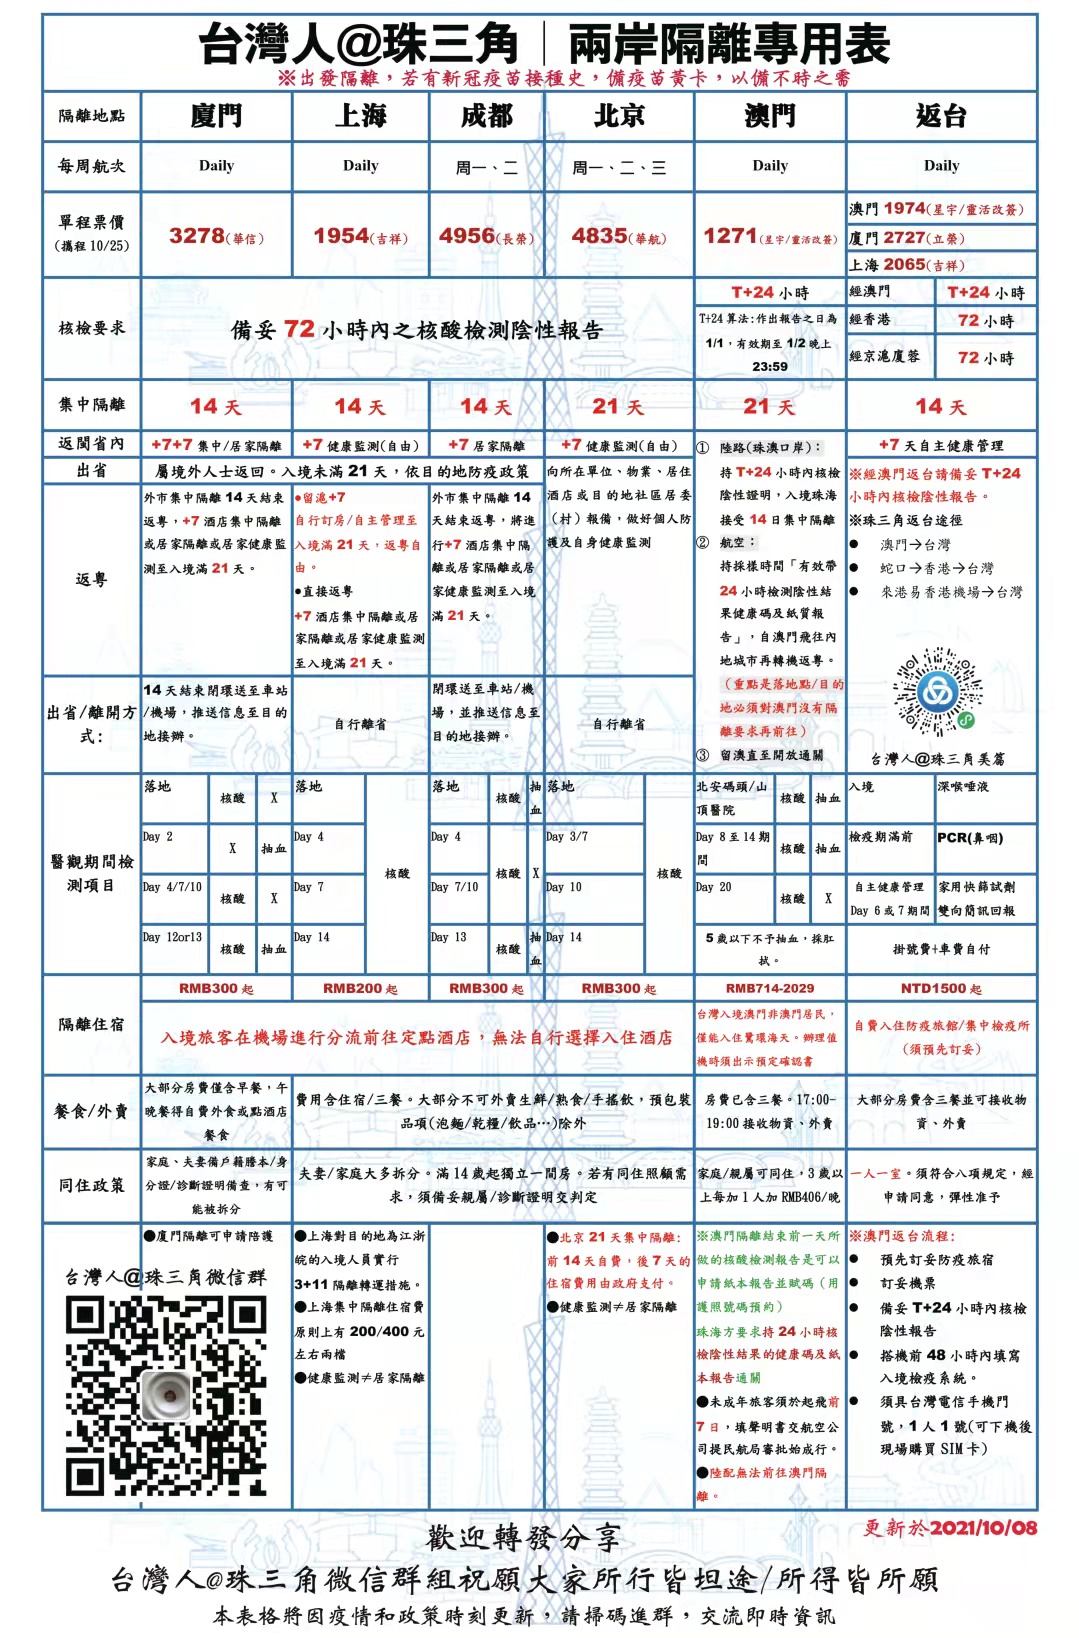 台灣人@珠三角｜兩岸隔離專用表
※出發隔離，若有新冠疫苗接種史，備疫苗黃卡，以備不時之需
隔離地點
廈門
上海
成都
北京
澳門
返台
每周航次
Daily
Daily
周一、二
周一、二、三
Daily
Daily
單程票價
(攜程 10/25)
3278(華信)
1954(吉祥)
4956(長榮)
4835(華航)
1271(星宇/靈活改簽)
澳門 1974(星宇/靈活改簽)
廈門 2727(立榮)
上海 2065(吉祥)
核檢要求
備妥 72 小時內之核酸檢測陰性報告
T+24 小時
T+24 算法:作出報告之日為
1/1，有效期至 1/2 晚上
23:59
經澳門
T+24 小時
經香港
72 小時
經京滬廈蓉
72 小時
集中隔離
14 天
14 天
14 天
21 天
21 天
14 天
返閩省內
+7+7 集中/居家隔離
+7 健康監測(自由)
+7 居家隔離
+7 健康監測(自由)
+7 天自主健康管理
出省
屬境外人士返回。入境未滿 21 天，依目的地防疫政策
返粵
外市集中隔離 14 天結束
返粵，+7 酒店集中隔離
或居家隔離或居家健康監
測至入境滿 21 天。
●留滬+7
自行訂房/自主管理至
入境滿 21 天，返粵自
由。
●直接返粵
+7 酒店集中隔離或居
家隔離或居家健康監測
至入境滿 21 天。
外市集中隔離 14
天結束返粵，將進
行+7 酒店集中隔
離或居家隔離或居
家健康監測至入境
滿 21 天。
向所在單位、物業、居住
酒店或目的地社區居委
（村）報備，做好個人防
護及自身健康監測
① 陸路(珠澳口岸)：
持 T+24 小時內核檢
陰性證明，入境珠海
接受 14 日集中隔離
② 航空：
持採樣時間「有效帶
24 小時檢測陰性結
果健康碼及紙質報
告」，自澳門飛往內
地城市再轉機返粵。
（重點是落地點/目的
地必須對澳門沒有隔
離要求再前往）
③ 留澳直至開放通關
※經澳門返台請備妥 T+24
小時內核檢陰性報告。
※珠三角返台途徑
● 澳門→台灣
● 蛇口→香港→台灣
● 來港易香港機場→台灣
台灣人@珠三角美篇
出省/離開方
式:
14 天結束閉環送至車站
/機場，推送信息至目的
地接辦。
自行離省
閉環送至車站/機
場，並推送信息至
目的地接辦。
自行離省
醫觀期間檢
測項目
落地
核酸
X
Day 2
X
抽血
Day 4/7/10
核酸
X
Day 12or13
核酸
抽血
落地
Day 4
Day 7
Day 14
核酸
落地
核酸
抽
血
Day 4
Day 7/10
核酸
X
Day 13
核酸
抽
血
落地
Day 3/7
Day 10
Day 14
核酸
北安碼頭/山
頂醫院
核酸
抽血
Day 8 至 14 期
間
核酸
抽血
Day 20
核酸
X
5 歲以下不予抽血，採肛
拭。
入境
深喉唾液
檢疫期滿前
PCR(鼻咽)
自主健康管理
Day 6 或 7 期間
家用快篩試劑
雙向簡訊回報
掛號費+車費自付
隔離住宿
RMB300 起
RMB200 起
RMB300 起
RMB300 起
RMB714-2029
NTD1500 起
入境旅客在機場進行分流前往定點酒店，無法自行選擇入住酒店
台灣入境澳門非澳門居民，
僅能入住鷺環海天。辦理值
機時須出示預定確認書
自費入住防疫旅館/集中檢疫所
(須預先訂妥)
餐食/外賣
大部分房費僅含早餐，午
晚餐得自費外食或點酒店
餐食
費用含住宿/三餐。大部分不可外賣生鮮/熟食/手搖飲，預包裝
品項(泡麵/乾糧/飲品…)除外
房費已含三餐。17:00-
19:00 接收物資、外賣
大部分房費含三餐並可接收物
資、外賣
同住政策
家庭、夫妻備戶籍謄本/身
分證/診斷證明備查，有可
能被拆分
夫妻/家庭大多拆分。滿 14 歲起獨立一間房。若有同住照顧需
求，須備妥親屬/診斷證明交判定
家庭/親屬可同住，3 歲以
上每加 1 人加 RMB406/晚
一人一室。須符合八項規定，經
申請同意，彈性准予
●廈門隔離可申請陪護
台灣人@珠三角微信群
●上海對目的地為江浙
皖的入境人員實行
3+11 隔離轉運措施。
●上海集中隔離住宿費
原則上有 200/400 元
左右兩檔
●健康監測≠居家隔離
●北京 21 天集中隔離:
前 14 天自費，後 7 天的
住宿費用由政府支付。
●健康監測≠居家隔離
※澳門隔離結束前一天所
做的核酸檢測報告是可以
申請紙本報告並賦碼（用
護照號碼預約）
珠海方要求持 24 小時核
檢陰性結果的健康碼及紙
本報告通關
●未成年旅客須於起飛前
7 日，填聲明書交航空公
司提民航局審批始成行。
●陸配無法前往澳門隔
離。
※澳門返台流程:
● 預先訂妥防疫旅宿
● 訂妥機票
● 備妥 T+24 小時內核檢
陰性報告
● 搭機前 48 小時內填寫
入境檢疫系統。
● 須具台灣電信手機門
號，1 人 1 號(可下機後
現場購買 SIM 卡)
更新於2021/10/08
歡迎轉發分享
台灣人@珠三角微信群組祝願大家所行皆坦途/所得皆所願
本表格將因疫情和政策時刻更新，請掃碼進群，交流即時資訊